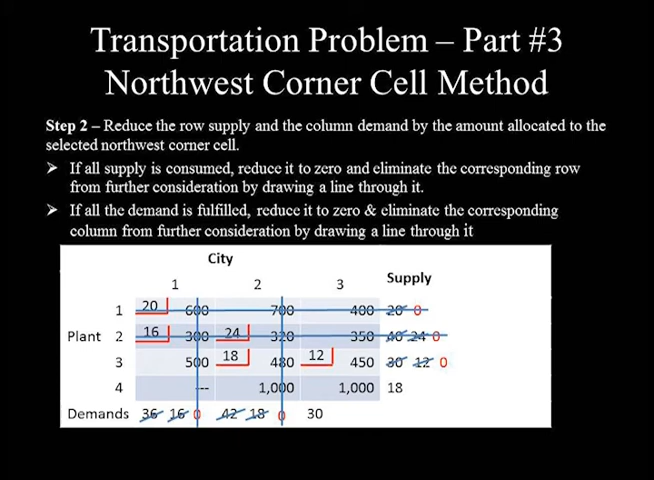 Transportation Problem – Part #3
Northwest Corner Cell Method
Step 2 – Reduce the row supply and the column demand by the amount allocated to the
selected northwest corner cell.
➢ If all supply is consumed, reduce it to zero and eliminate the corresponding row
from further consideration by drawing a line through it.
➢ If all the demand is fulfilled, reduce it to zero & eliminate the corresponding
column from further consideration by drawing a line through it
City
1 2 3 Supply
1 20 600 700 400 20 0
Plant 2 16 300 24 320 350 40 24 0
3 500 18 480 12 450 30 12 0
4 --- 1,000 1,000 18
Demands 36 16 0 42 18 0 30